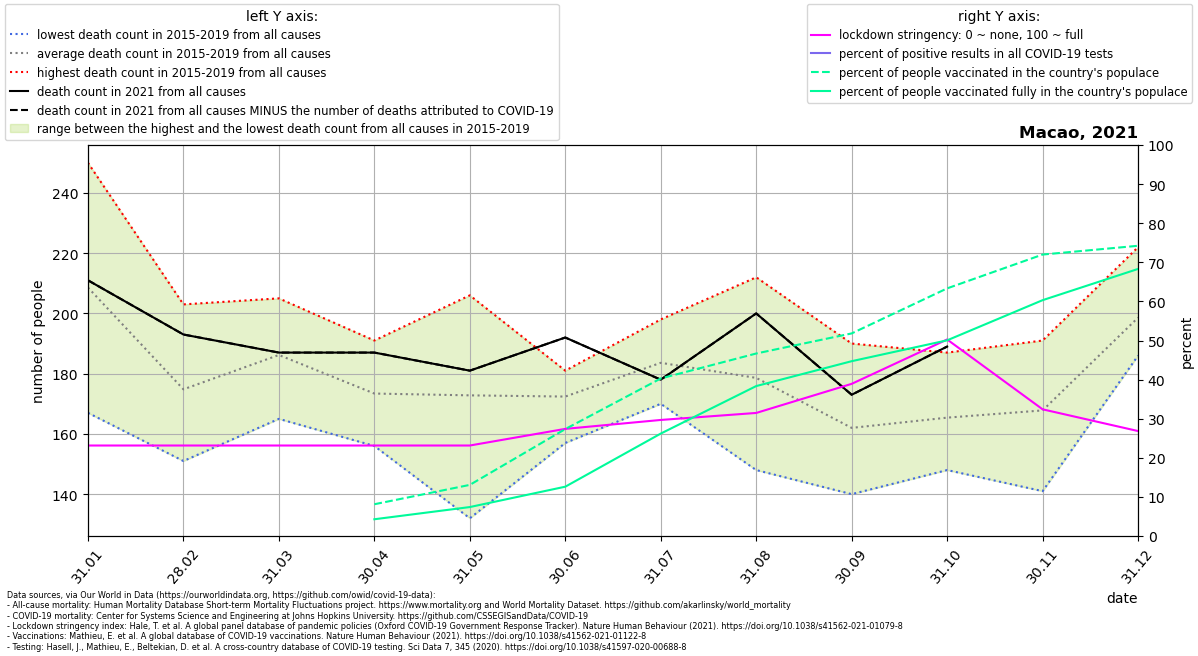 left Y axis:
lowest death count in 2015-2019 from all causes
average death count in 2015-2019 from all causes
highest death count in 2015-2019 from all causes
death count in 2021 from all causes
death count in 2021 from all causes MINUS the number of deaths attributed to COVID-19
range between the highest and the lowest death count from all causes in 2015-2019
right Y axis:
lockdown stringency: 0 ~ none, 100 ~ full
percent of positive results in all COVID-19 tests
percent of people vaccinated in the country's populace
percent of people vaccinated fully in the country's populace
Macao, 2021
number of people
240
220
200
180
160
140
100
90
80
70
60
50
40
30
20
10
0
percent
31.01
28.02
31.03
30.04
31.05
30.06
31.07
31.08
30.09
31.10
30.11
31.12
date
Data sources, via Our World in Data (https://ourworldindata.org, https://github.com/owid/covid-19-data):
- All-cause mortality: Human Mortality Database Short-term Mortality Fluctuations project. https://www.mortality.org and World Mortality Dataset. https://github.com/akarlinsky/world_mortality
- COVID-19 mortality: Center for Systems Science and Engineering at Johns Hopkins University. https://github.com/CSSEGISandData/COVID-19
- Lockdown stringency index: Hale, T. et al. A global panel database of pandemic policies (Oxford COVID-19 Government Response Tracker). Nature Human Behaviour (2021). https://doi.org/10.1038/s41562-021-01079-8
- Vaccinations: Mathieu, E. et al. A global database of COVID-19 vaccinations. Nature Human Behaviour (2021). https://doi.org/10.1038/s41562-021-01122-8
- Testing: Hasell, J., Mathieu, E., Beltekian, D. et al. A cross-country database of COVID-19 testing. Sci Data 7, 345 (2020). https://doi.org/10.1038/s41597-020-00688-8